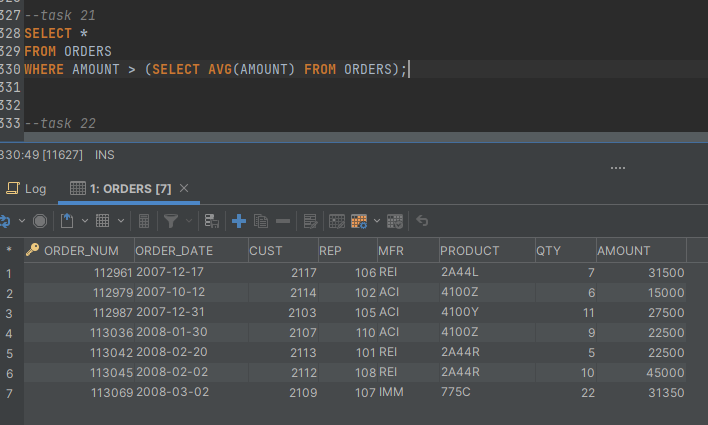 327 --task 21
328 SELECT *
329 FROM ORDERS
330 WHERE AMOUNT > (SELECT AVG(AMOUNT) FROM ORDERS);
331
332
333 --task 22
330:49 [11627] INS
Log 1: ORDERS [7] ×
* ORDER_NUM ORDER_DATE CUST REP MFR PRODUCT QTY AMOUNT
1 112961 2007-12-17 2117 106 REI 2A44L 7 31500
2 112979 2007-10-12 2114 102 ACI 4100Z 6 15000
3 112987 2007-12-31 2103 105 ACI 4100Y 11 27500
4 113036 2008-01-30 2107 110 ACI 4100Z 9 22500
5 113042 2008-02-20 2113 101 REI 2A44R 5 22500
6 113045 2008-02-02 2112 108 REI 2A44R 10 45000
7 113069 2008-03-02 2109 107 IMM 775C 22 31350